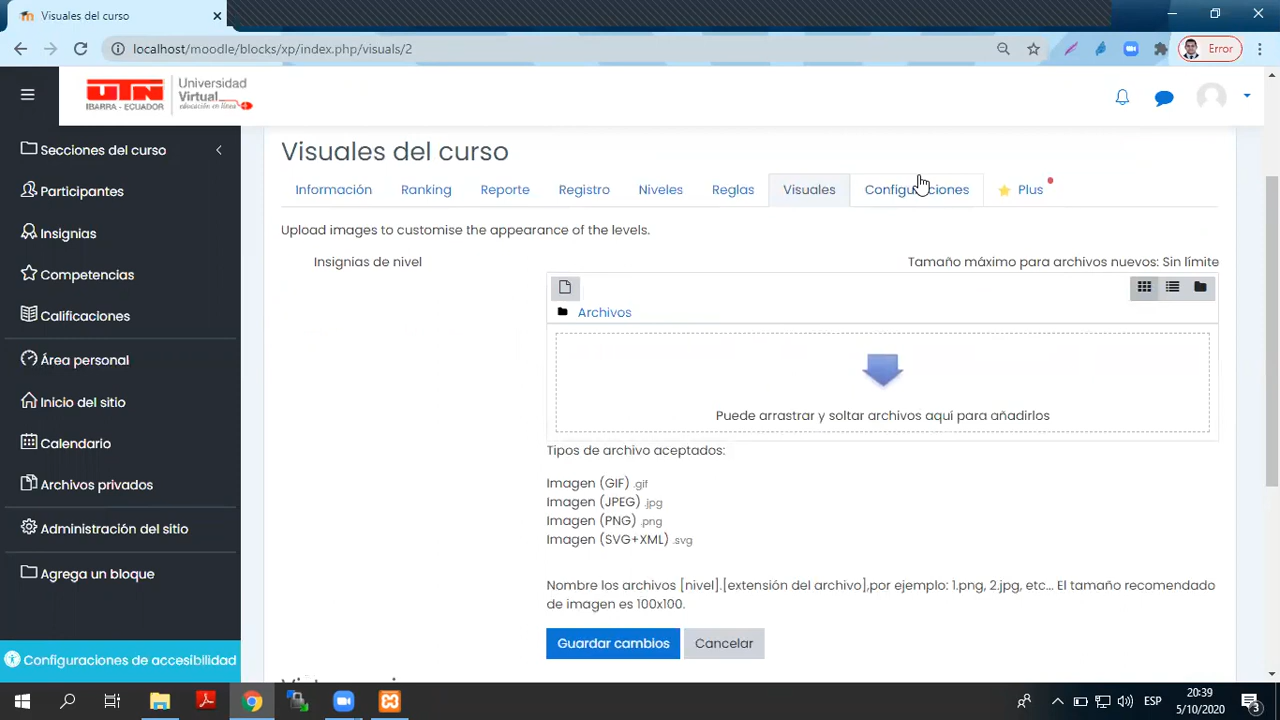 Visuales del curso
localhost/moodle/blocks/xp/index.php/visuals/2
Error
UTN
IBARRA - ECUADOR
Universidad
Virtual
educación en línea
Secciones del curso
Participantes
Insignias
Competencias
Calificaciones
Área personal
Inicio del sitio
Calendario
Archivos privados
Administración del sitio
Agrega un bloque
Configuraciones de accesibilidad
Visuales del curso
Información Ranking Reporte Registro Niveles Reglas Visuales Configuraciones Plus
Upload images to customise the appearance of the levels.
Insignias de nivel
Tamaño máximo para archivos nuevos: Sin límite
Archivos
Puede arrastrar y soltar archivos aquí para añadirlos
Tipos de archivo aceptados:
Imagen (GIF) .gif
Imagen (JPEG) .jpg
Imagen (PNG) .png
Imagen (SVG+XML) .svg
Nombre los archivos [nivel].[extensión del archivo],por ejemplo: 1.png, 2.jpg, etc... El tamaño recomendado
de imagen es 100x100.
Guardar cambios Cancelar
ESP
20:39
5/10/2020
3